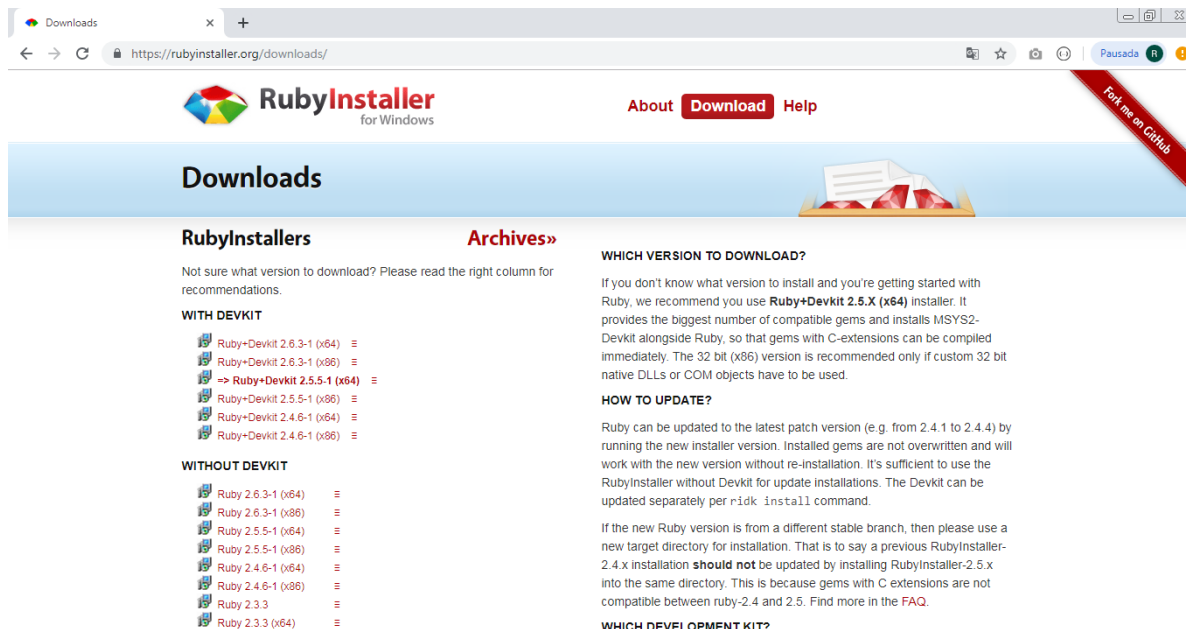 Downloads
https://rubyinstaller.org/downloads/
Pausada
R
RubyInstaller
for Windows
About
Download
Help
Fork me on GitHub
Downloads
RubyInstallers
Archives»
Not sure what version to download? Please read the right column for
recommendations.
WITH DEVKIT
Ruby+Devkit 2.6.3-1 (x64)
Ruby+Devkit 2.6.3-1 (x86)
=> Ruby+Devkit 2.5.5-1 (x64)
Ruby+Devkit 2.5.5-1 (x86)
Ruby+Devkit 2.4.6-1 (x64)
Ruby+Devkit 2.4.6-1 (x86)
WITHOUT DEVKIT
Ruby 2.6.3-1 (x64)
Ruby 2.6.3-1 (x86)
Ruby 2.5.5-1 (x64)
Ruby 2.5.5-1 (x86)
Ruby 2.4.6-1 (x64)
Ruby 2.4.6-1 (x86)
Ruby 2.3.3
Ruby 2.3.3 (x64)
WHICH VERSION TO DOWNLOAD?
If you don't know what version to install and you're getting started with
Ruby, we recommend you use Ruby+Devkit 2.5.X (x64) installer. It
provides the biggest number of compatible gems and installs MSYS2-
Devkit alongside Ruby, so that gems with C-extensions can be compiled
immediately. The 32 bit (x86) version is recommended only if custom 32 bit
native DLLs or COM objects have to be used.
HOW TO UPDATE?
Ruby can be updated to the latest patch version (e.g. from 2.4.1 to 2.4.4) by
running the new installer version. Installed gems are not overwritten and will
work with the new version without re-installation. It's sufficient to use the
RubyInstaller without Devkit for update installations. The Devkit can be
updated separately per ridk install command.
If the new Ruby version is from a different stable branch, then please use a
new target directory for installation. That is to say a previous RubyInstaller-
2.4.x installation should not be updated by installing RubyInstaller-2.5.x
into the same directory. This is because gems with C extensions are not
compatible between ruby-2.4 and 2.5. Find more in the FAQ.
WHICH DEVELOPMENT KIT?